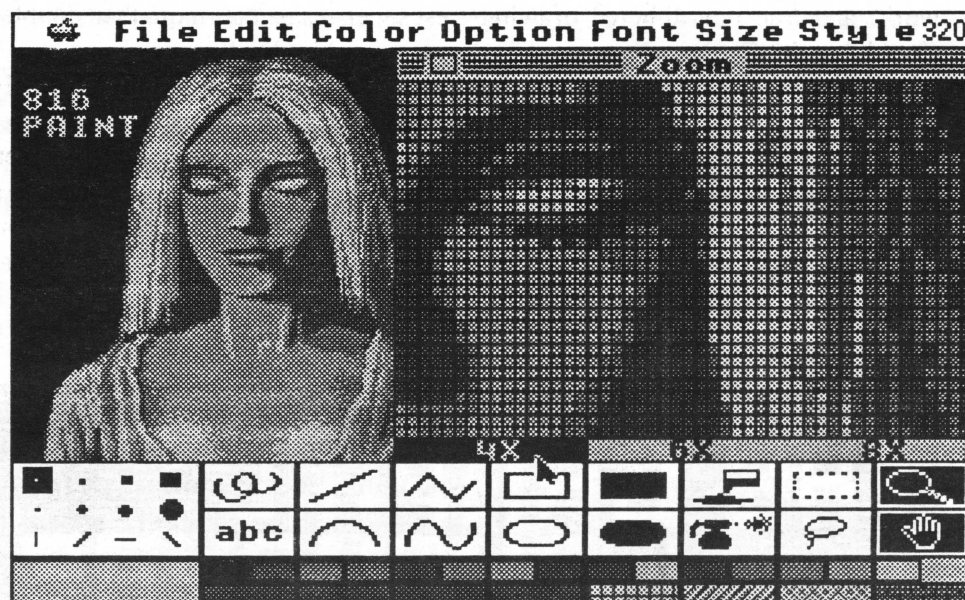 File Edit Color Option Font Size Style 320
Zoom
816
PAINT
4X 6X 8X
abc